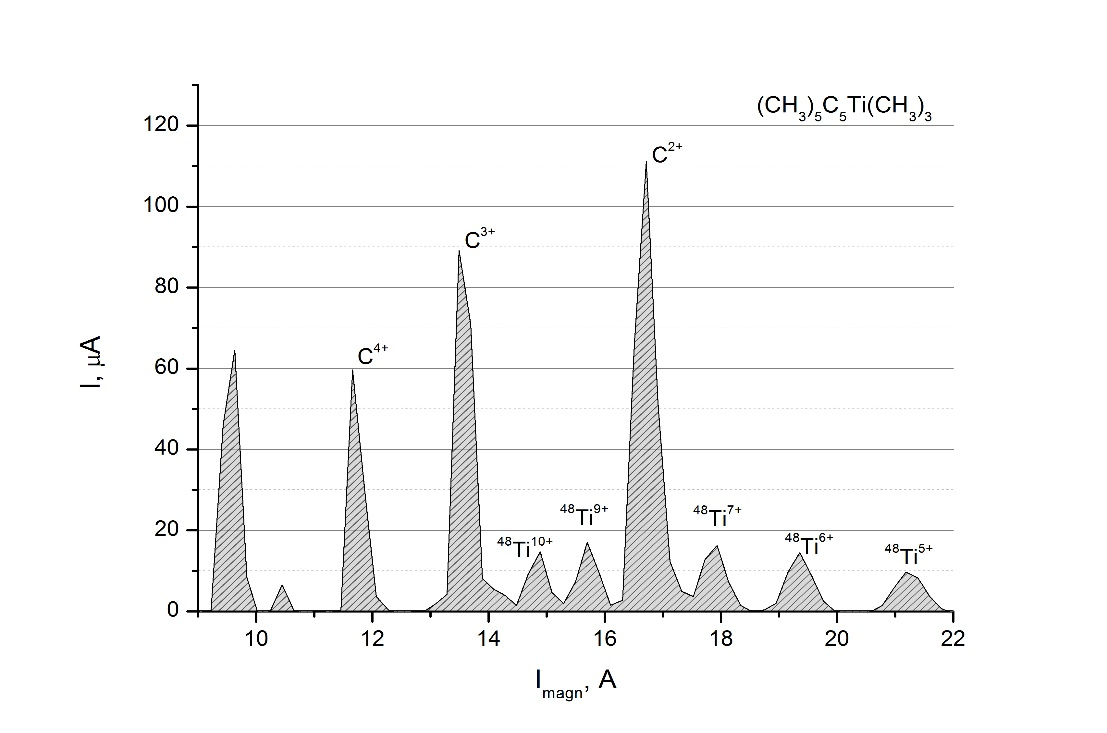 (CH₃)₅C₅Ti(CH₃)₃
120
100
80
60
40
20
0
I, µA
C²⁺
C³⁺
C⁴⁺
⁴⁸Ti¹⁰⁺
⁴⁸Ti⁹⁺
⁴⁸Ti⁷⁺
⁴⁸Ti⁶⁺
⁴⁸Ti⁵⁺
10 12 14 16 18 20 22
Imagn, A